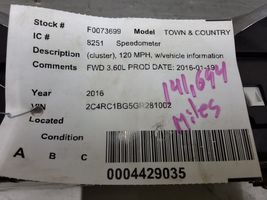 Stock # F0073699 Model TOWN & COUNTRY
IC # 8251 Speedometer
Description (cluster), 120 MPH, w/vehicle information
Comments FWD 3.60L PROD DATE: 2016-01-19
141,694
Miles
Year 2016
VIN 2C4RC1BG5GR281002
Located
Condition
A B C
0004429035